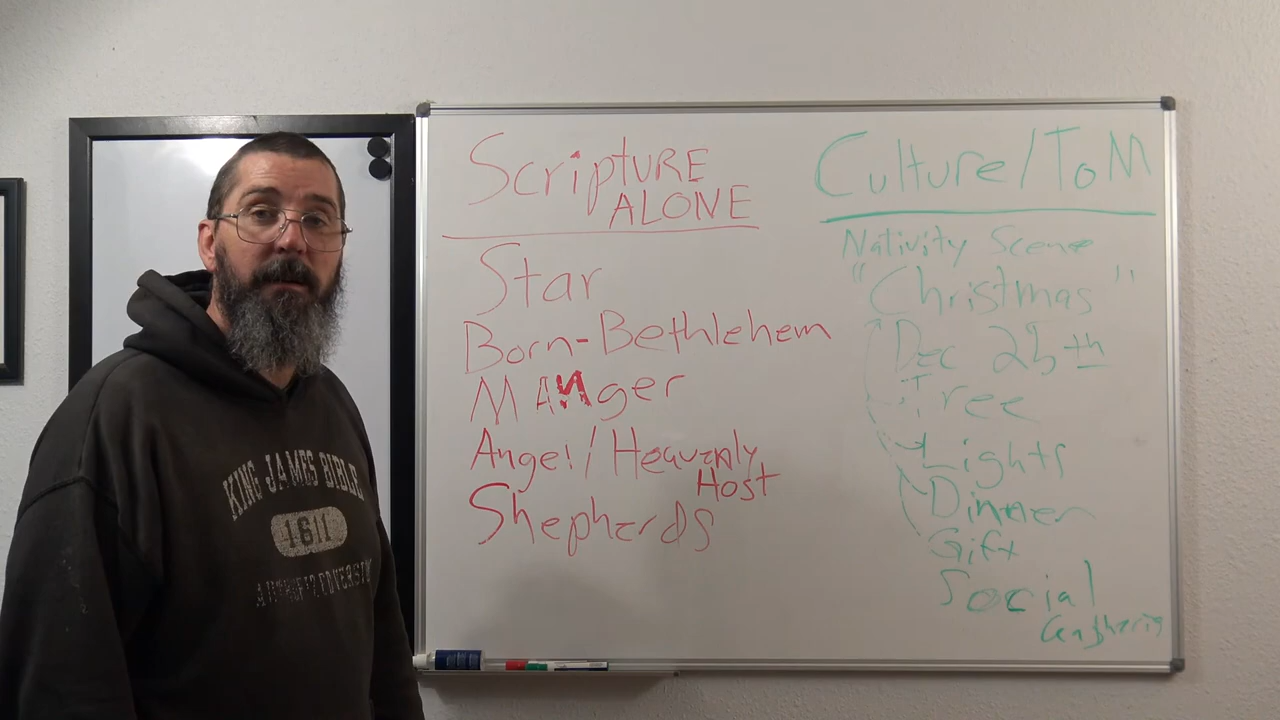 Scripture
ALONE
Star
Born-Bethlehem
MANger
Angel/Heavenly
Host
Shepherds
Culture/ToM
Nativity Scene
"Christmas"
Dec 25th
Tree
Lights
Dinner
Gift
Social
KING JAMES BIBLE
1611